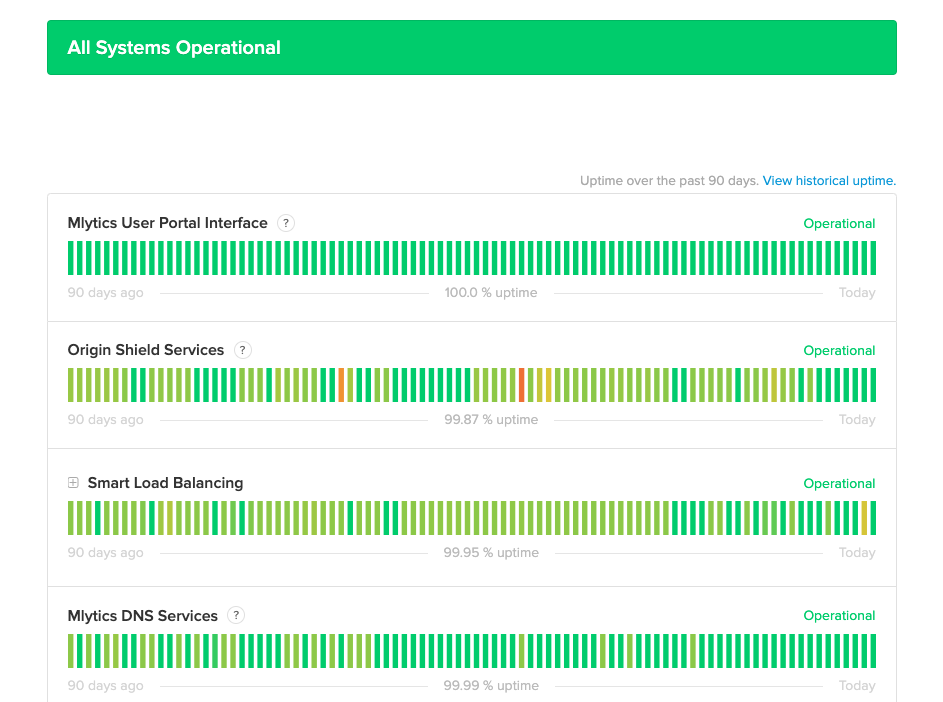 All Systems Operational
Uptime over the past 90 days. View historical uptime.
Mlytics User Portal Interface ? Operational
90 days ago 100.0 % uptime Today
Origin Shield Services ? Operational
90 days ago 99.87 % uptime Today
Smart Load Balancing Operational
90 days ago 99.95 % uptime Today
Mlytics DNS Services ? Operational
90 days ago 99.99 % uptime Today